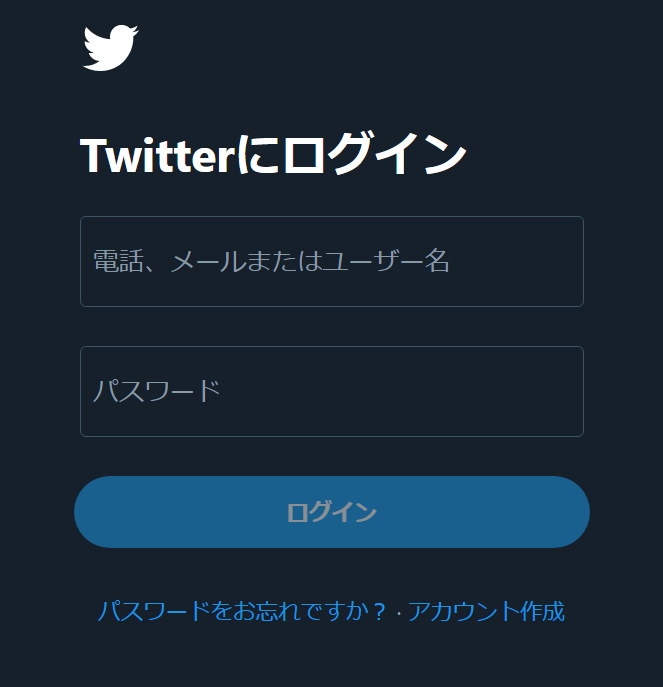 Twitterにログイン
電話、メールまたはユーザー名
パスワード
ログイン
パスワードをお忘れですか？ · アカウント作成